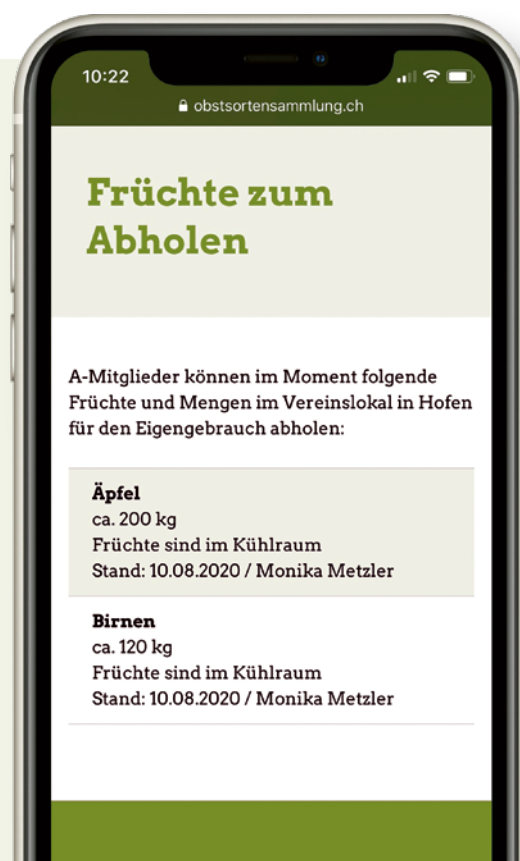 10:22
obstsortensammlung.ch
Früchte zum
Abholen
A-Mitglieder können im Moment folgende
Früchte und Mengen im Vereinslokal in Hofen
für den Eigengebrauch abholen:
Äpfel
ca. 200 kg
Früchte sind im Kühlraum
Stand: 10.08.2020 / Monika Metzler
Birnen
ca. 120 kg
Früchte sind im Kühlraum
Stand: 10.08.2020 / Monika Metzler